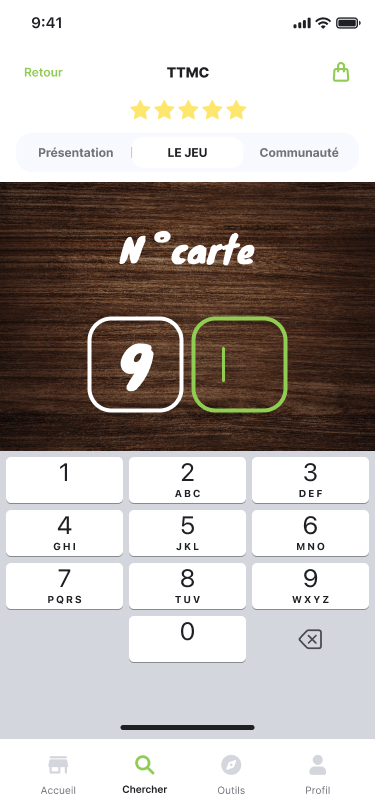 9:41
Retour
TTMC
Présentation
LE JEU
Communauté
N° carte
9
1
2 ABC
3 DEF
4 GHI
5 JKL
6 MNO
7 PQRS
8 TUV
9 WXYZ
0
Accueil
Chercher
Outils
Profil